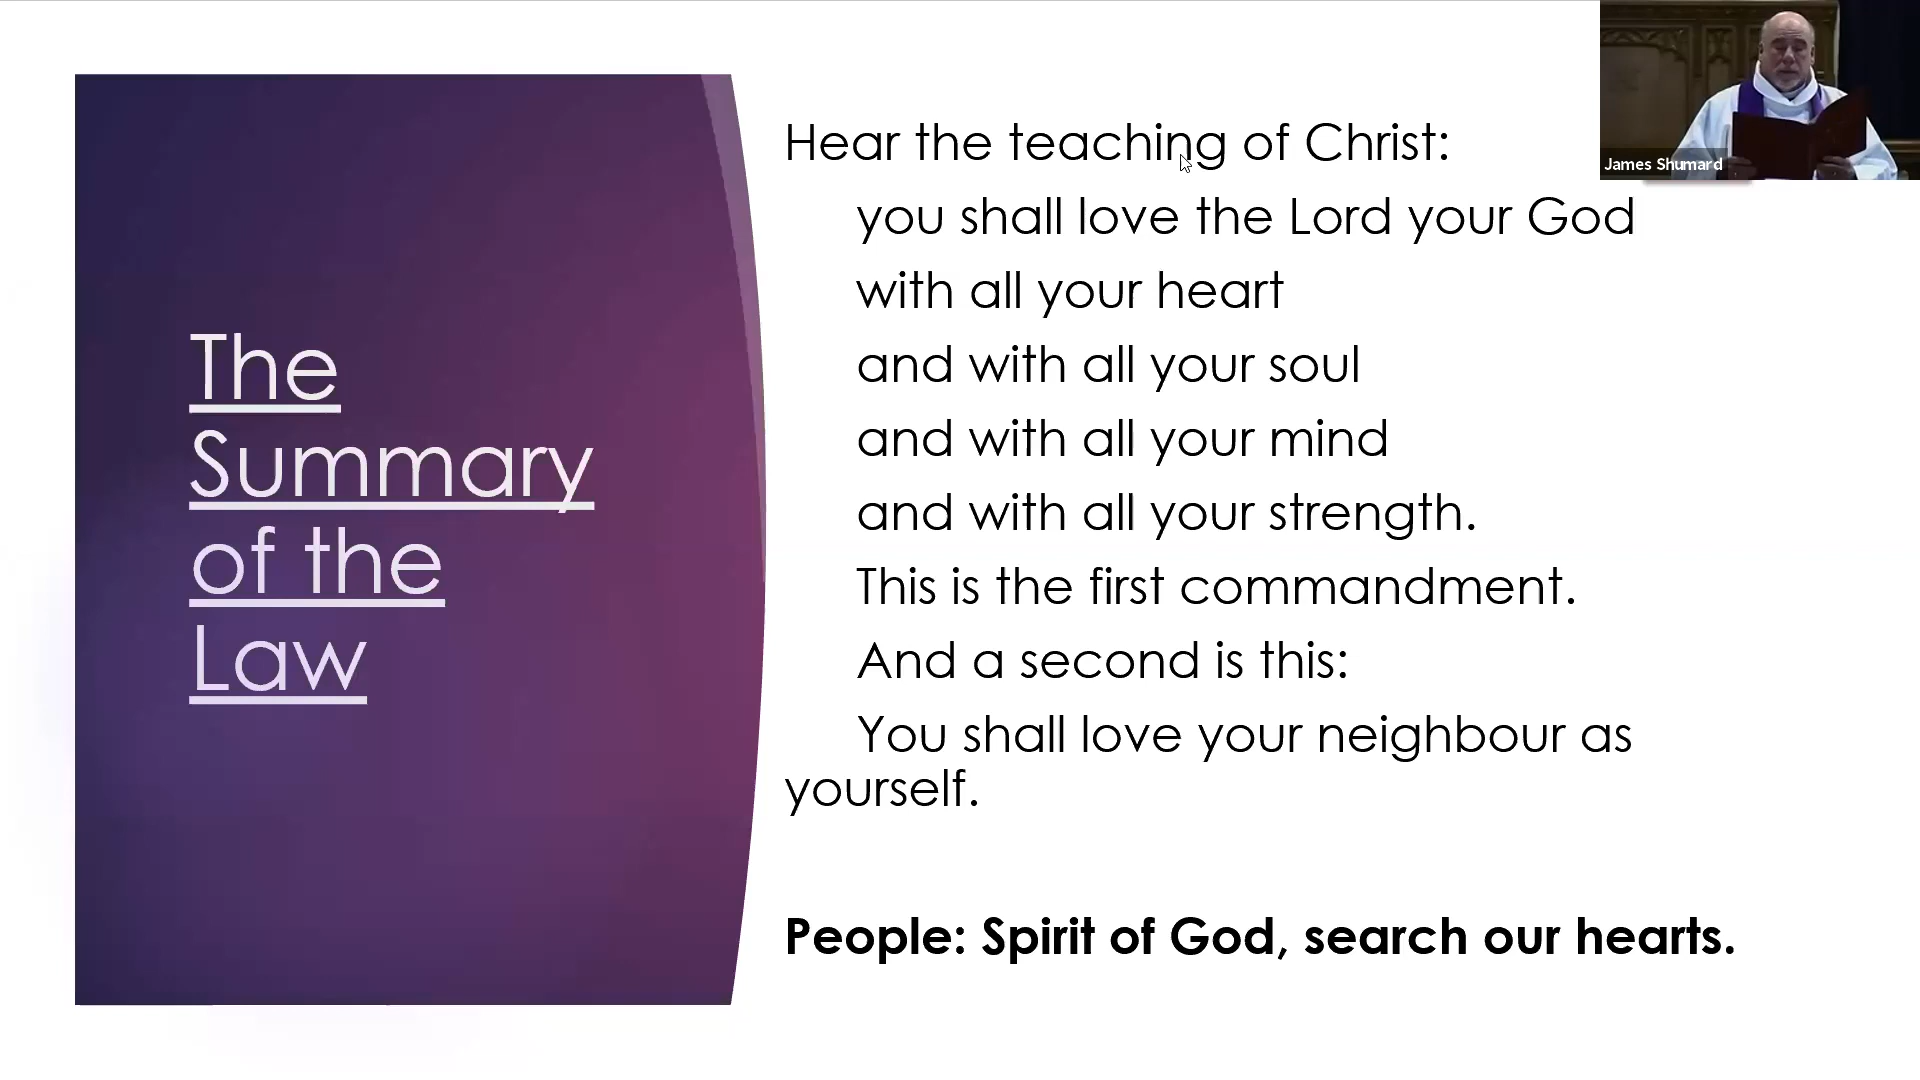 The
Summary
of the
Law
Hear the teaching of Christ:
you shall love the Lord your God
with all your heart
and with all your soul
and with all your mind
and with all your strength.
This is the first commandment.
And a second is this:
You shall love your neighbour as
yourself.
People: Spirit of God, search our hearts.
James Shumard